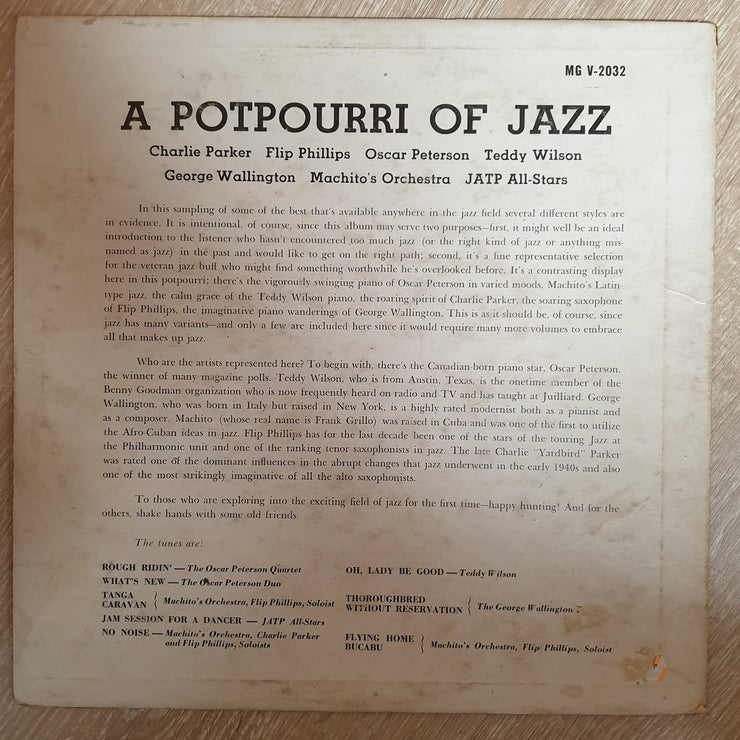 MG V-2032
A POTPOURRI OF JAZZ
Charlie Parker Flip Phillips Oscar Peterson Teddy Wilson
George Wallington Machito's Orchestra JATP All-Stars
In this sampling of some of the best that's available anywhere in the jazz field several different styles are
in evidence. It is intentional, of course, since this album may serve two purposes—first, it might well be an ideal
introduction to the listener who hasn't encountered too much jazz (or the right kind of jazz or anything mis-
named as jazz) in the past and would like to get on the right path; second, it's a fine representative selection
for the veteran jazz buff who might find something worthwhile he's overlooked before. It's a contrasting display
here in this potpourri; there's the vigorously swinging piano of Oscar Peterson in varied moods, Machito's Latin-
type jazz, the calm grace of the Teddy Wilson piano, the roaring spirit of Charlie Parker, the soaring saxophone
of Flip Phillips, the imaginative piano wanderings of George Wallington. This is as it should be, of course, since
jazz has many variants—and only a few are included here since it would require many more volumes to embrace
all that makes up jazz.
Who are the artists represented here? To begin with, there's the Canadian-born piano star, Oscar Peterson,
the winner of many magazine polls. Teddy Wilson, who is from Austin, Texas, is the onetime member of the
Benny Goodman organization who is now frequently heard on radio and TV and has taught at Juilliard. George
Wallington, who was born in Italy but raised in New York, is a highly rated modernist both as a pianist and
as a composer. Machito (whose real name is Frank Grillo) was raised in Cuba and was one of the first to utilize
the Afro-Cuban ideas in jazz. Flip Phillips has for the last decade been one of the stars of the touring Jazz at
the Philharmonic unit and one of the ranking tenor saxophonists in jazz. The late Charlie "Yardbird" Parker
was rated one of the dominant influences in the abrupt changes that jazz underwent in the early 1940s and also
one of the most strikingly imaginative of all the alto saxophonists.
To those who are exploring into the exciting field of jazz for the first time—happy hunting! And for the
others, shake hands with some old friends.
The tunes are:
ROUGH RIDIN' — The Oscar Peterson Quartet
WHAT'S NEW — The Oscar Peterson Duo
TANGA
CARAVAN } Machito's Orchestra, Flip Phillips, Soloist
JAM SESSION FOR A DANCER — JATP All-Stars
NO NOISE — Machito's Orchestra, Charlie Parker
and Flip Phillips, Soloists
OH, LADY BE GOOD — Teddy Wilson
THOROUGHBRED
WITHOUT RESERVATION } The George Wallington
FLYING HOME
BUCABU } Machito's Orchestra, Flip Phillips, Soloist